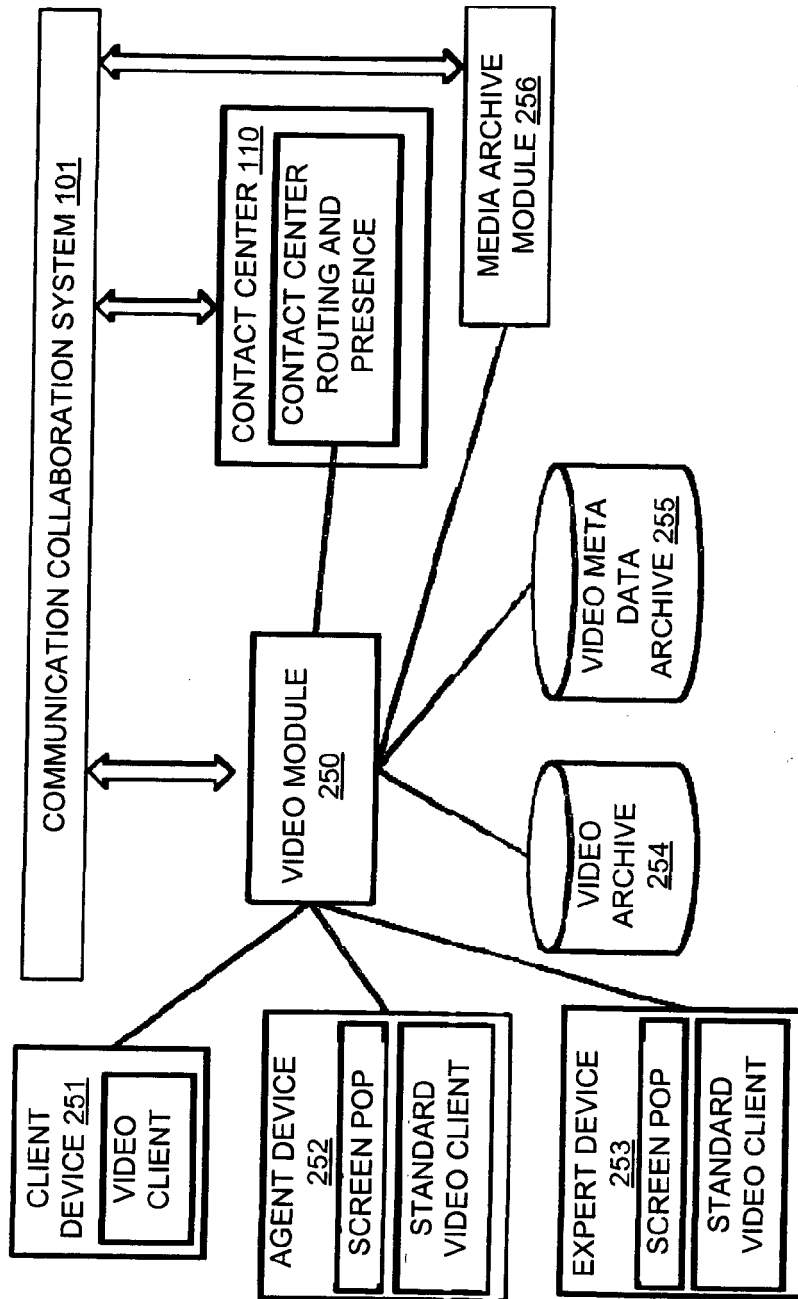 COMMUNICATION COLLABORATION SYSTEM 101
CLIENT
DEVICE 251
VIDEO
CLIENT
AGENT DEVICE
252
SCREEN POP
STANDARD
VIDEO CLIENT
EXPERT DEVICE
253
SCREEN POP
STANDARD
VIDEO CLIENT
VIDEO MODULE
250
VIDEO
ARCHIVE
254
VIDEO META
DATA
ARCHIVE 255
CONTACT CENTER 110
CONTACT CENTER
ROUTING AND
PRESENCE
MEDIA ARCHIVE
MODULE 256